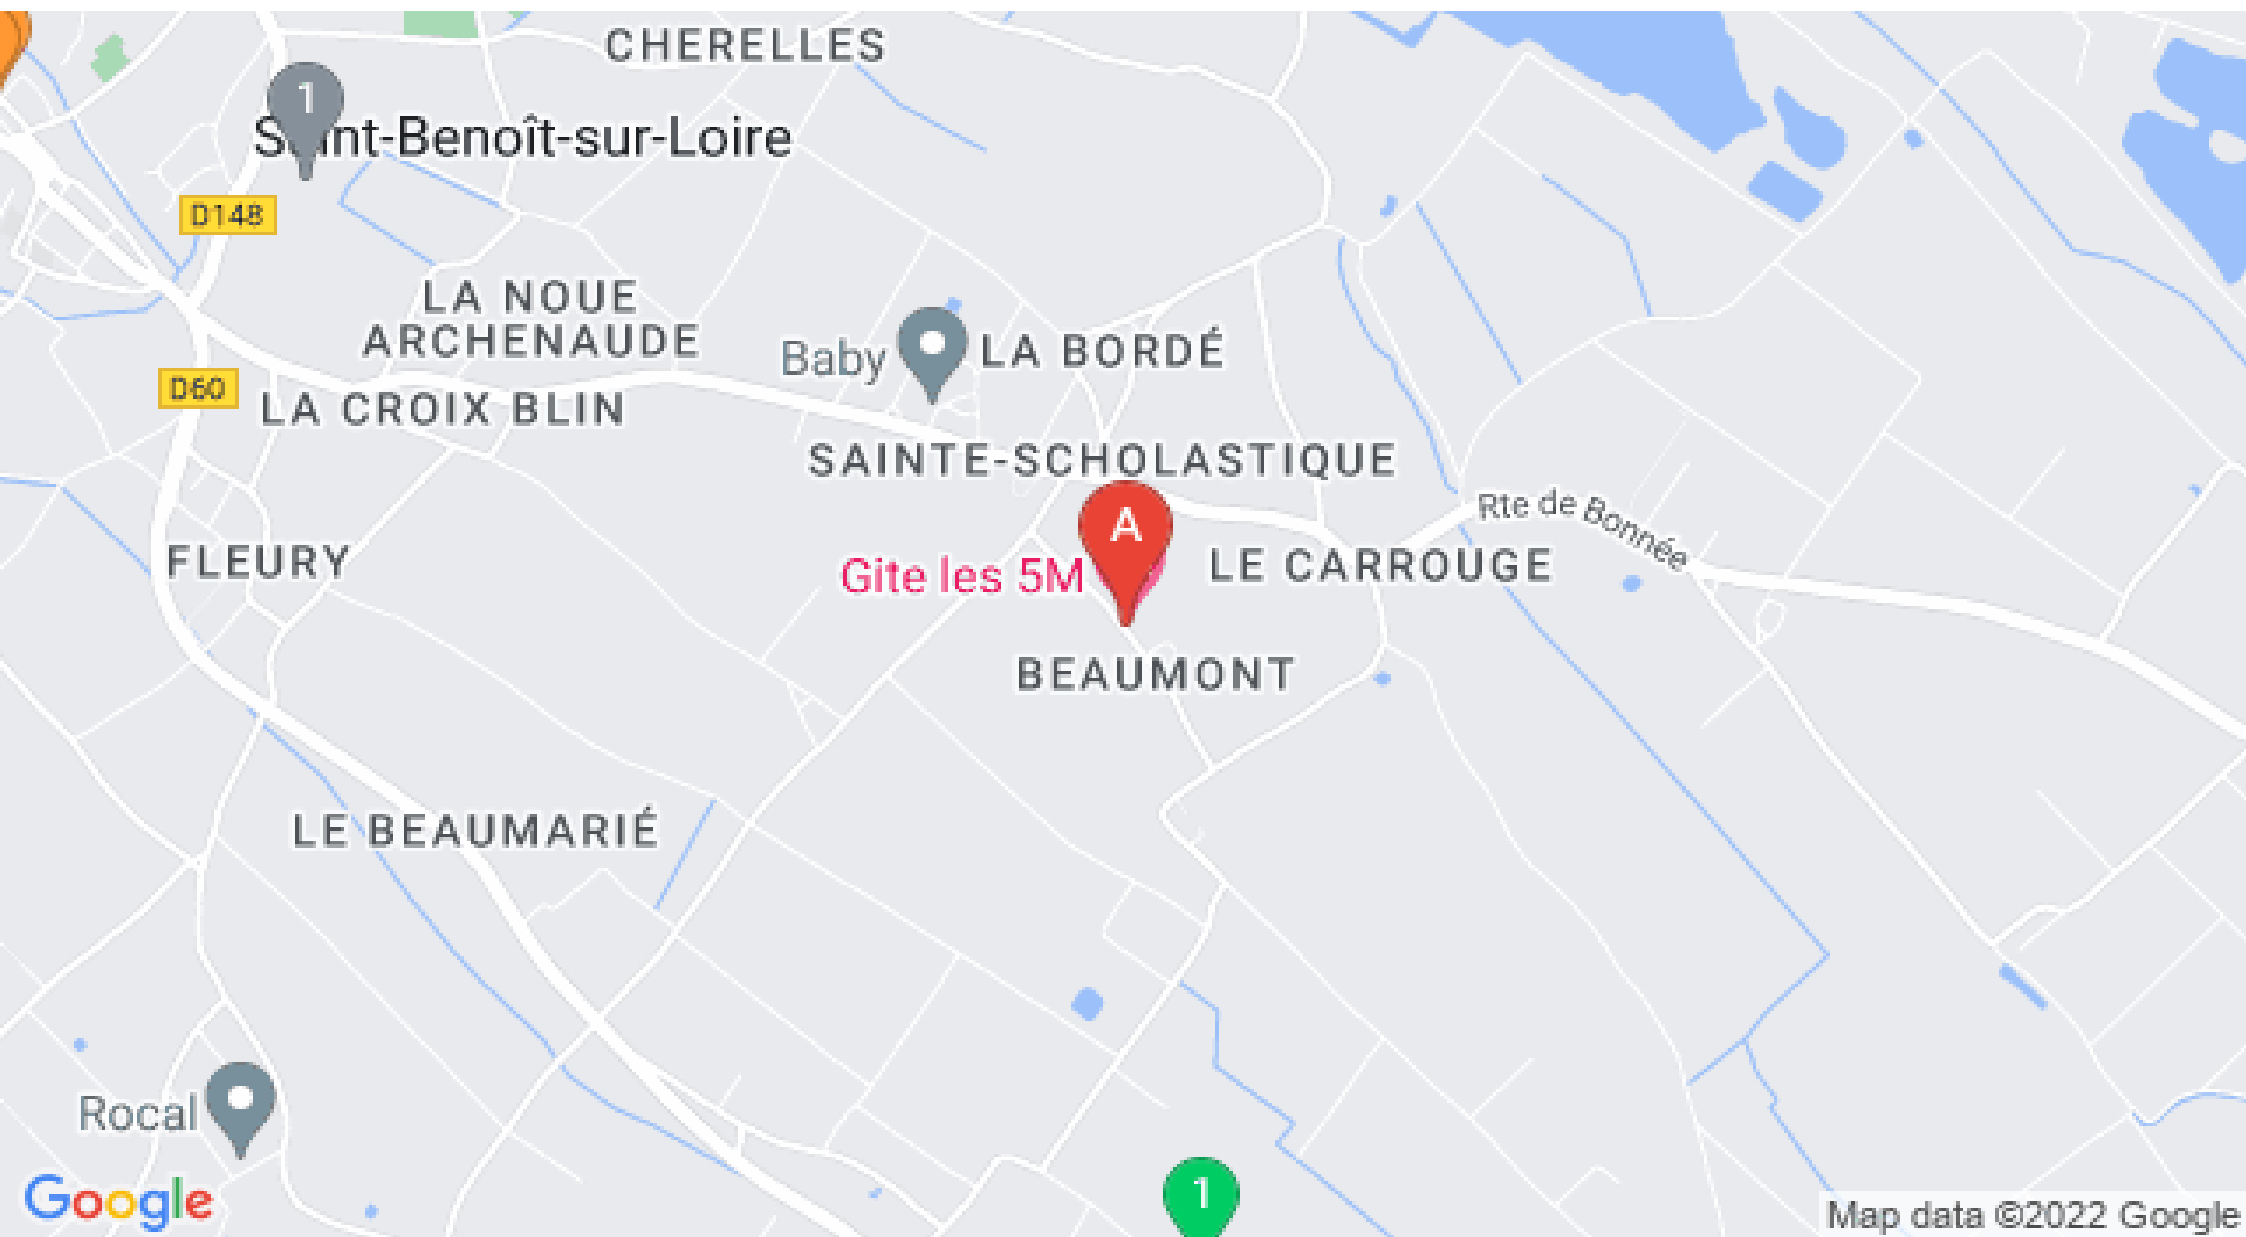 CHERELLES
1
Saint-Benoît-sur-Loire
D148
LA NOUE
ARCHENAUDE
Baby
LA BORDÉ
D60
LA CROIX BLIN
SAINTE-SCHOLASTIQUE
A
Rte de Bonnée
FLEURY
Gite les 5M
LE CARROUGE
BEAUMONT
LE BEAUMARIÉ
Rocal
1
Google
Map data ©2022 Google